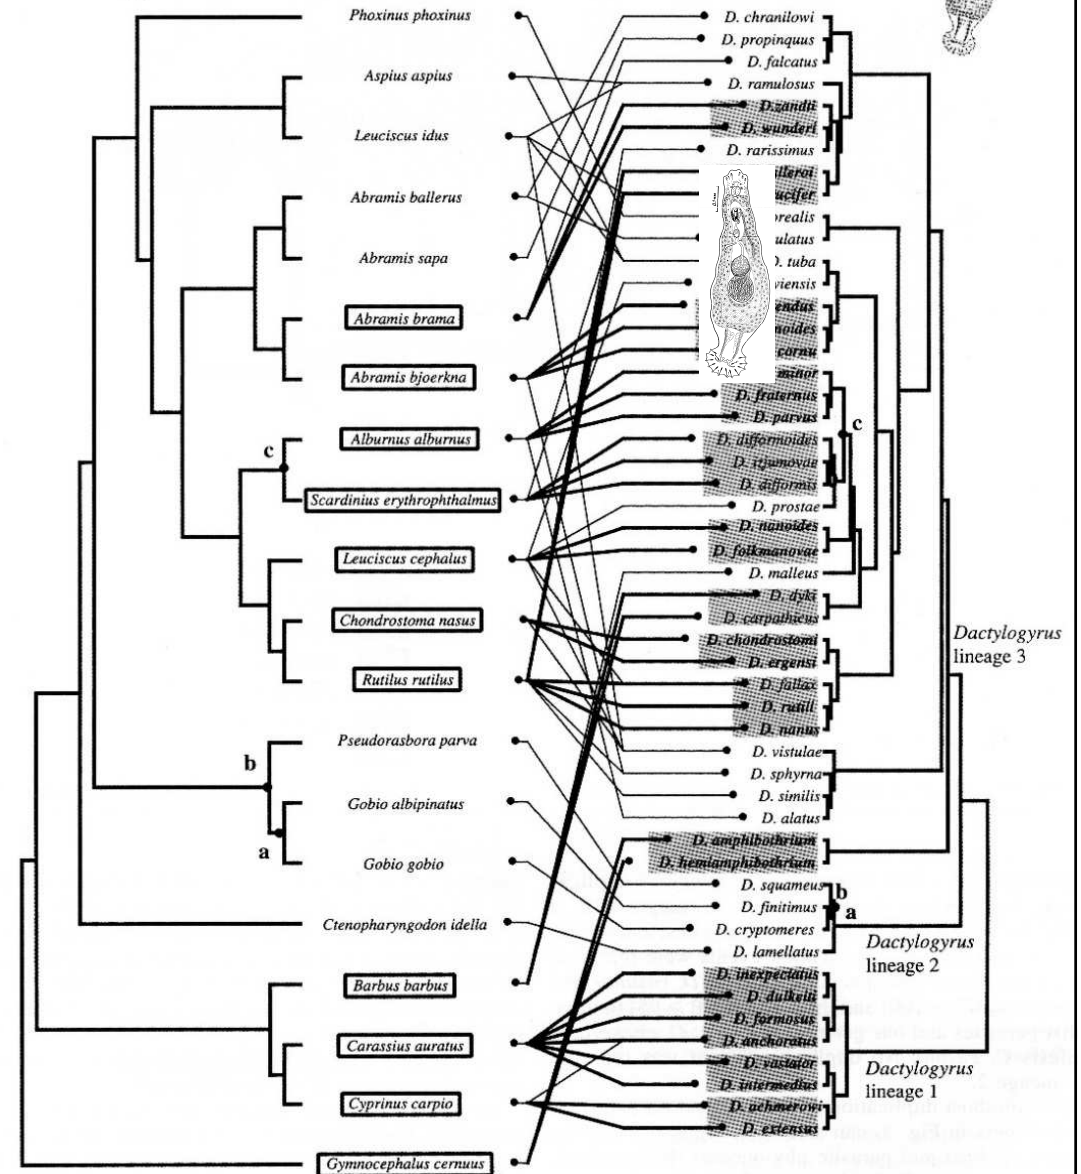 Phoxinus phoxinus
Aspius aspius
Leuciscus idus
Abramis ballerus
Abramis sapa
Abramis brama
Abramis bjoerkna
Alburnus alburnus
c
Scardinius erythrophthalmus
Leuciscus cephalus
Chondrostoma nasus
Rutilus rutilus
Pseudorasbora parva
b
Gobio albipinatus
a
Gobio gobio
Ctenopharyngodon idella
Barbus barbus
Carassius auratus
Cyprinus carpio
Gymnocephalus cernuus
D. chranilowi
D. propinquus
D. falcatus
D. ramulosus
D. zandti
D. wunderi
D. rarissimus
D. tuba
cornu
minor
D. fraternus
D. parvus
c
D. difformoides
D. izjumovae
D. difformis
D. prostae
D. nanoides
D. folkmanovae
D. malleus
D. dyki
D. carpathicus
D. chondrostomi
D. ergensi
D. fallax
D. rutili
D. nanus
D. vistulae
D. sphyrna
D. similis
D. alatus
D. amphibothrium
D. hemiamphibothrium
D. squameus
b
D. finitimus
a
D. cryptomeres
D. lamellatus
D. inexpectatus
D. dulkeiti
D. formosus
D. anchoratus
D. vastator
D. intermedius
D. achmerowi
D. extensus
Dactylogyrus
lineage 3
Dactylogyrus
lineage 2
Dactylogyrus
lineage 1